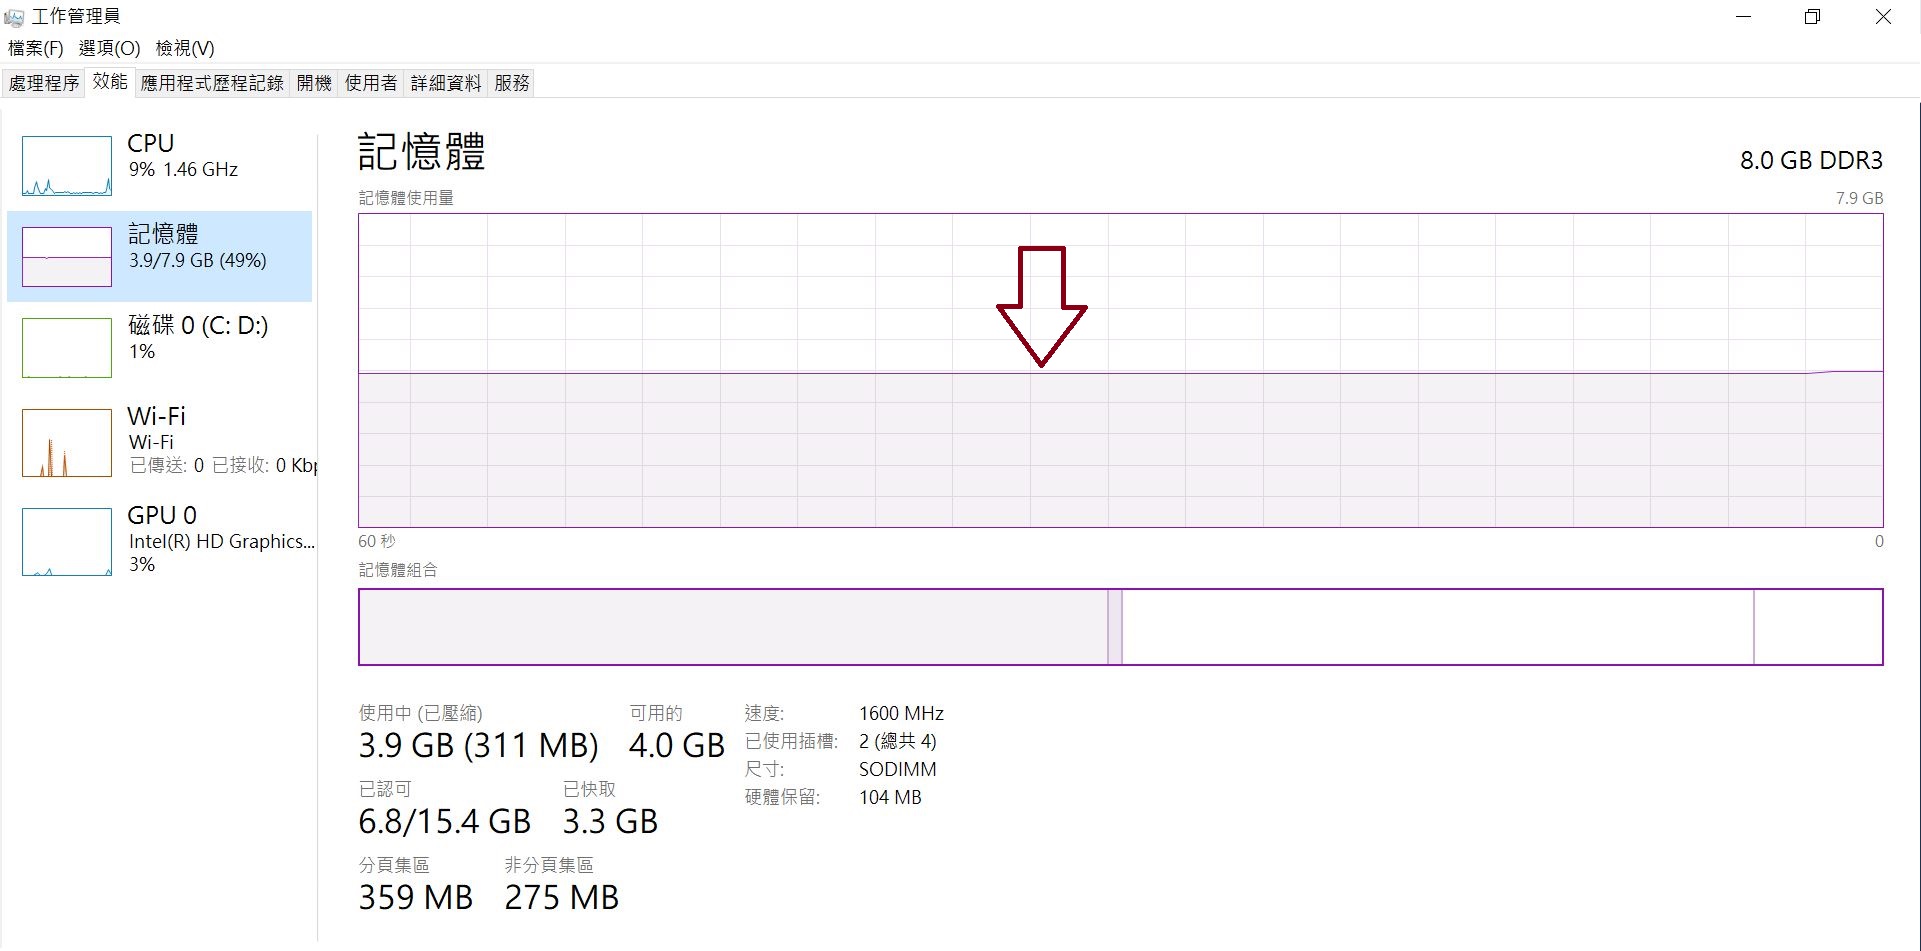 工作管理員
檔案(F) 選項(O) 檢視(V)
處理程序 效能 應用程式歷程記錄 開機 使用者 詳細資料 服務
CPU
9% 1.46 GHz
記憶體
3.9/7.9 GB (49%)
磁碟 0 (C: D:)
1%
Wi-Fi
Wi-Fi
已傳送: 0 已接收: 0 Kbp
GPU 0
Intel(R) HD Graphics...
3%
記憶體
8.0 GB DDR3
記憶體使用量
7.9 GB
60 秒
0
記憶體組合
使用中 (已壓縮)
3.9 GB (311 MB)
可用的
4.0 GB
已認可
6.8/15.4 GB
已快取
3.3 GB
分頁集區
359 MB
非分頁集區
275 MB
速度: 1600 MHz
已使用插槽: 2 (總共 4)
尺寸: SODIMM
硬體保留: 104 MB